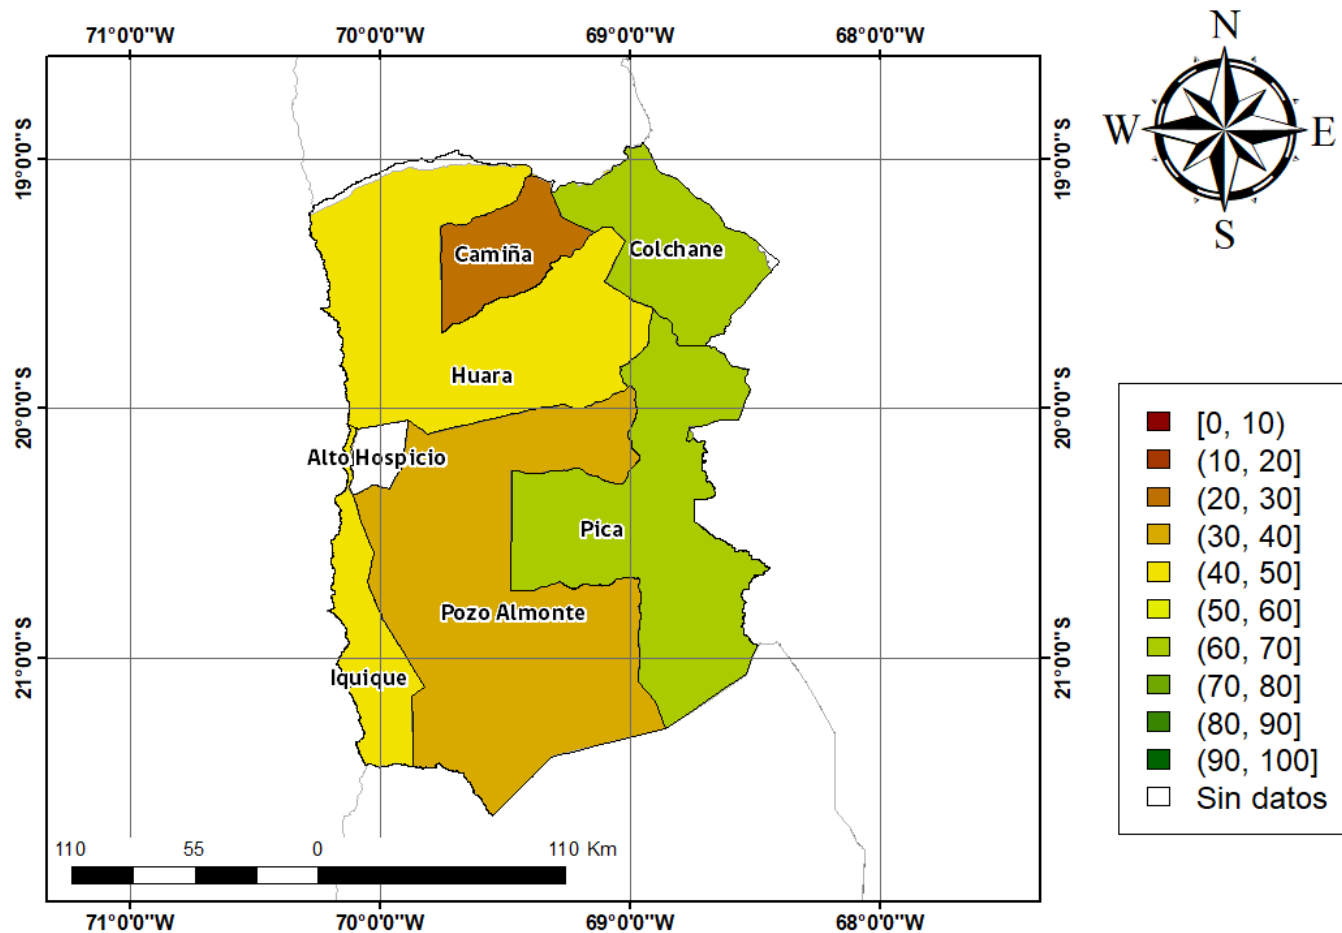 71°0'0"W 70°0'0"W 69°0'0"W 68°0'0"W
N
W E
S
19°0'0"S 19°0'0"S
Camiña
Colchane
Huara
20°0'0"S 20°0'0"S
Alto Hospicio
Pica
Pozo Almonte
21°0'0"S 21°0'0"S
Iquique
[0, 10)
(10, 20]
(20, 30]
(30, 40]
(40, 50]
(50, 60]
(60, 70]
(70, 80]
(80, 90]
(90, 100]
Sin datos
110 55 0 110 Km
71°0'0"W 70°0'0"W 69°0'0"W 68°0'0"W